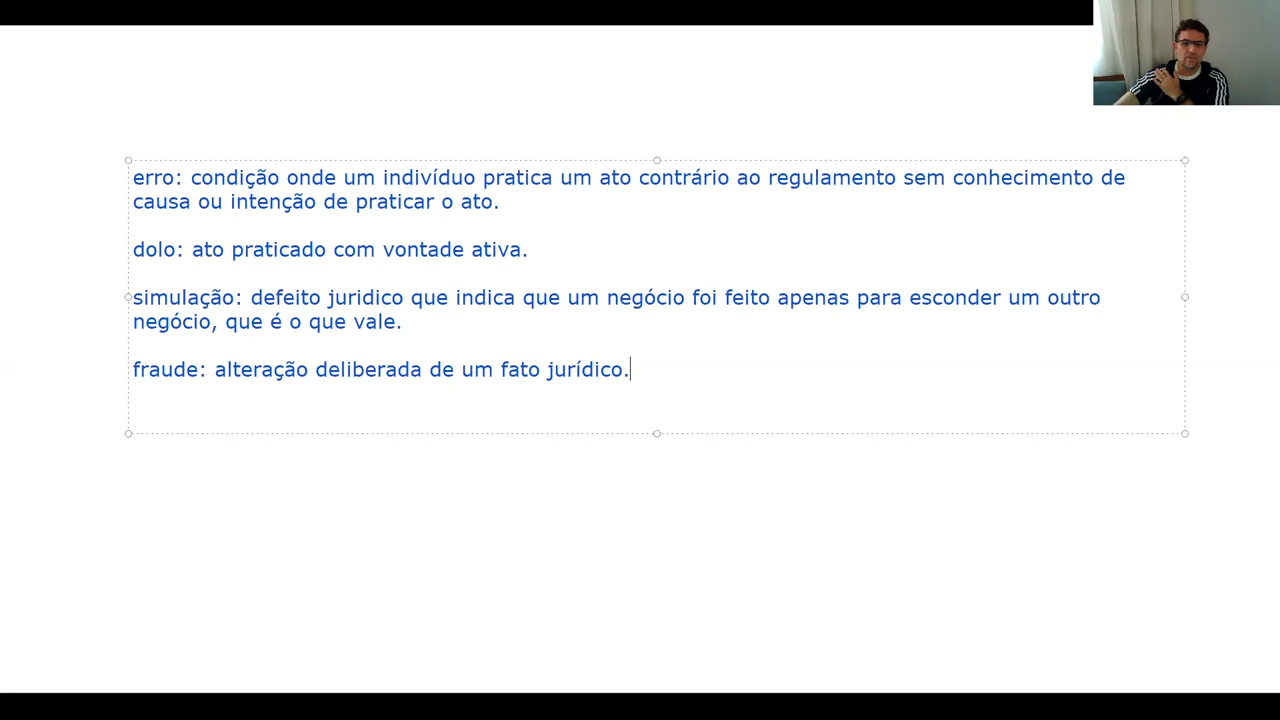 erro: condição onde um indivíduo pratica um ato contrário ao regulamento sem conhecimento de
causa ou intenção de praticar o ato.
dolo: ato praticado com vontade ativa.
simulação: defeito juridico que indica que um negócio foi feito apenas para esconder um outro
negócio, que é o que vale.
fraude: alteração deliberada de um fato jurídico.